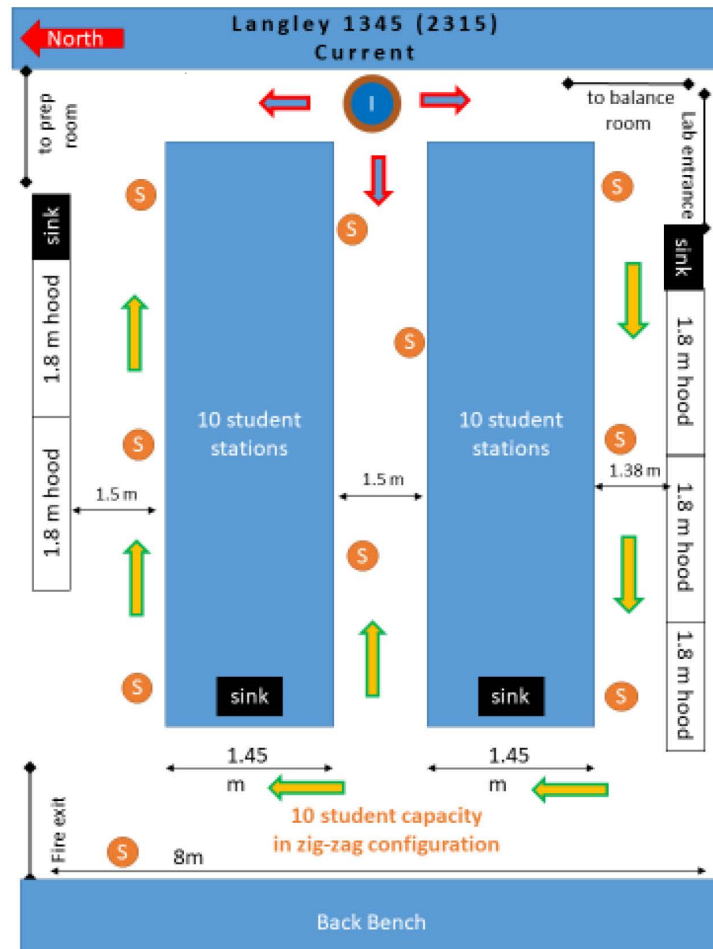 Langley 1345 (2315)
Current
North
I
to prep
room
to balance
room
Lab entrance
S
S
S
S
sink
sink
1.8 m hood
1.8 m hood
10 student
stations
10 student
stations
S
S
1.5 m
1.5 m
1.38 m
1.8 m hood
1.8 m hood
S
1.8 m hood
S
S
sink
sink
1.45
m
1.45
m
10 student capacity
in zig-zag configuration
Fire exit
S
8m
Back Bench